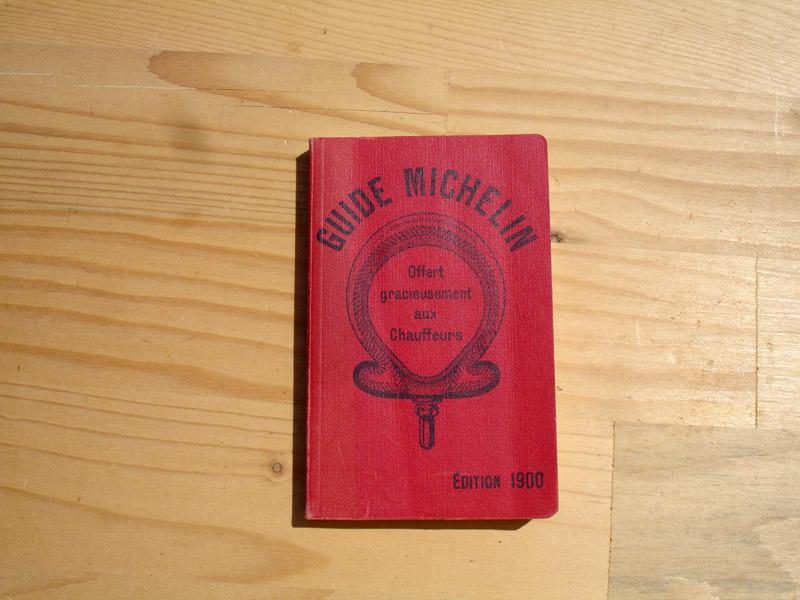 GUIDE MICHELIN
Offert
gracieusement
aux
Chauffeurs
ÉDITION 1900